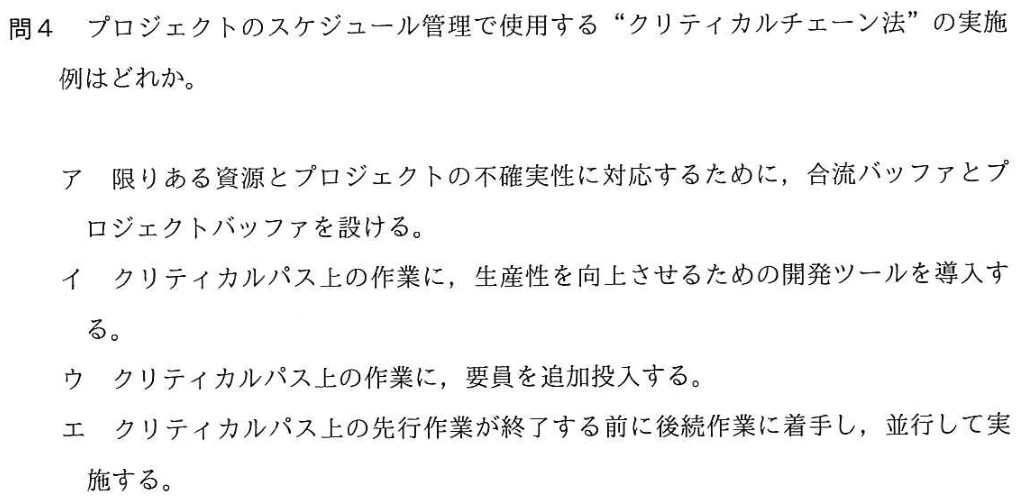 問4 プロジェクトのスケジュール管理で使用する“クリティカルチェーン法”の実施
例はどれか。
ア 限りある資源とプロジェクトの不確実性に対応するために，合流バッファとプ
ロジェクトバッファを設ける。
イ クリティカルパス上の作業に，生産性を向上させるための開発ツールを導入す
る。
ウ クリティカルパス上の作業に，要員を追加投入する。
エ クリティカルパス上の先行作業が終了する前に後続作業に着手し，並行して実
施する。